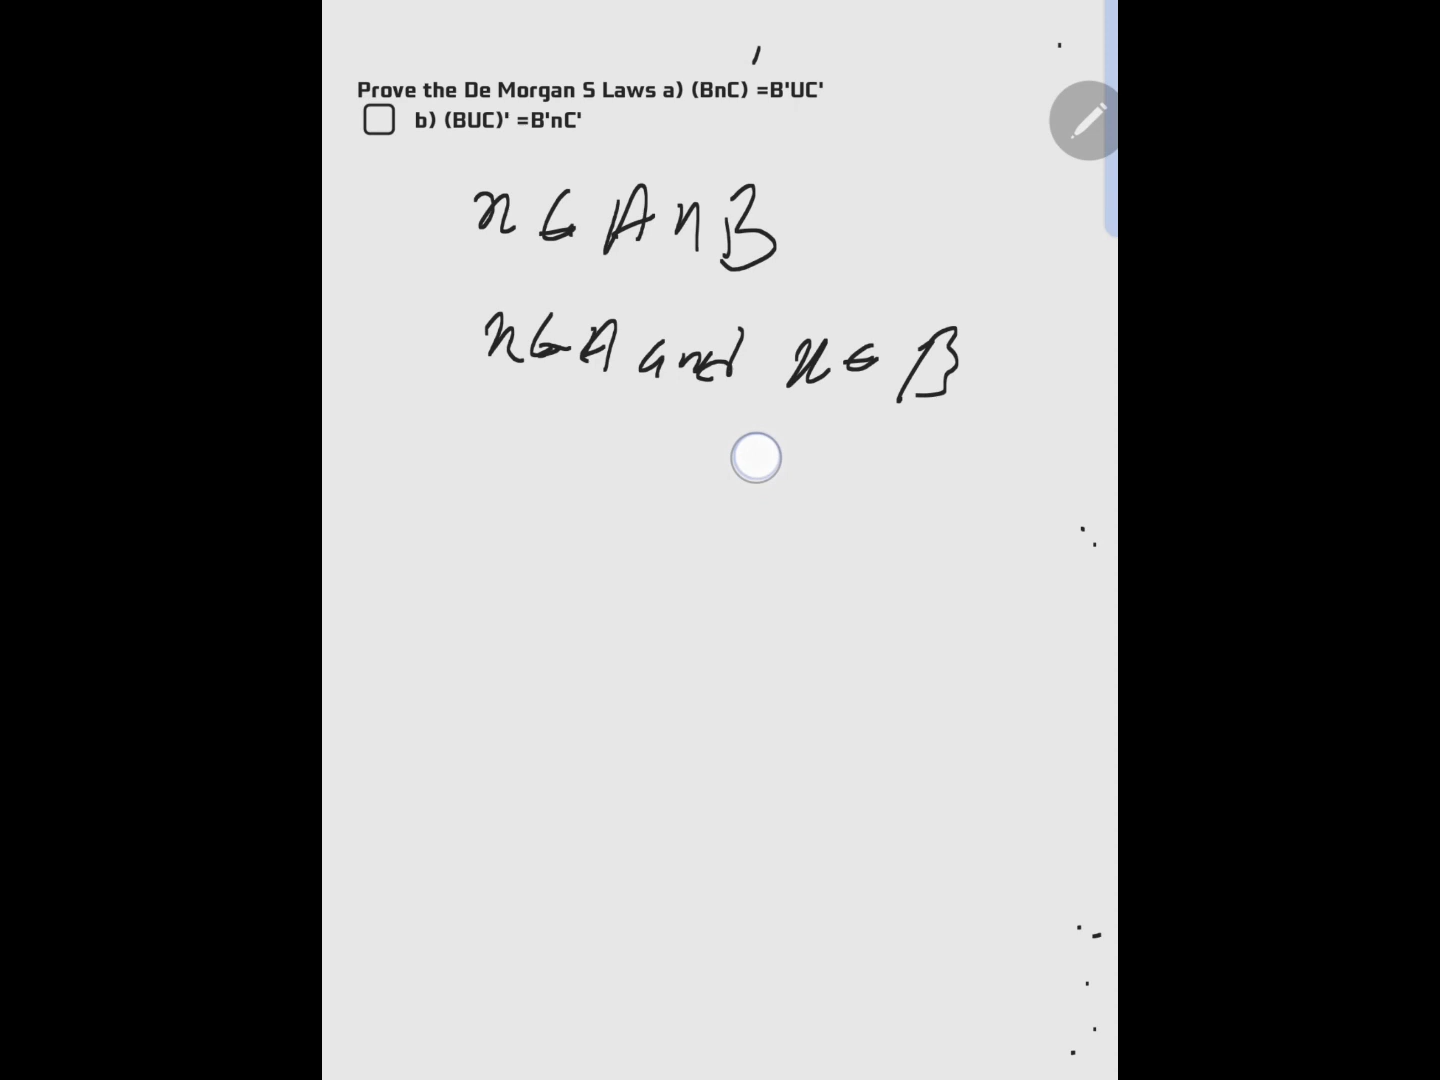 Prove the De Morgan S Laws a) (BnC)' =B'UC'
b) (BUC)' =B'nC'
x ∈ A ∩ B
x ∈ A and x ∈ B